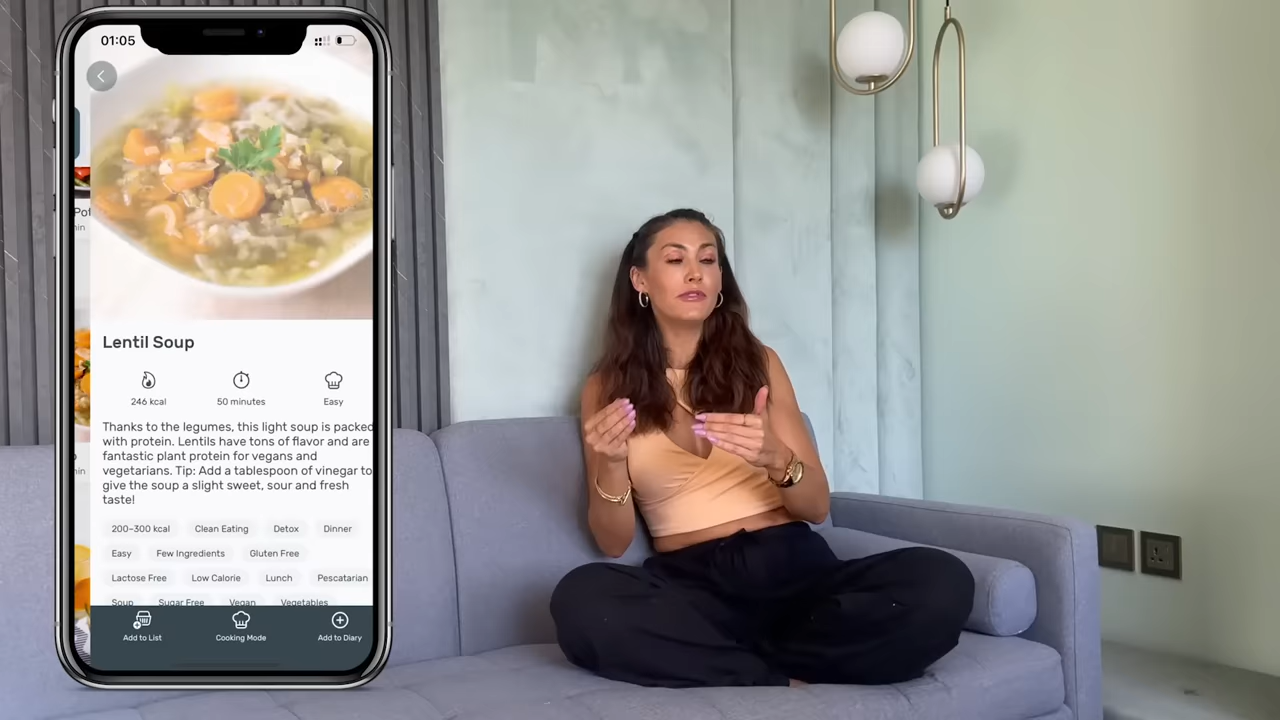 01:05
Pot
min
min
Lentil Soup
246 kcal
50 minutes
Easy
Thanks to the legumes, this light soup is packed
with protein. Lentils have tons of flavor and are
fantastic plant protein for vegans and
vegetarians. Tip: Add a tablespoon of vinegar to
give the soup a slight sweet, sour and fresh
taste!
200-300 kcal Clean Eating Detox Dinner
Easy Few Ingredients Gluten Free
Lactose Free Low Calorie Lunch Pescatarian
Soup Sugar Free Vegan Vegetables
Add to List
Cooking Mode
Add to Diary